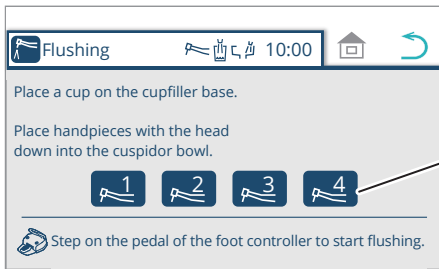 Flushing 10:00
Place a cup on the cupfiller base.
Place handpieces with the head
down into the cuspidor bowl.
1 2 3 4
Step on the pedal of the foot controller to start flushing.